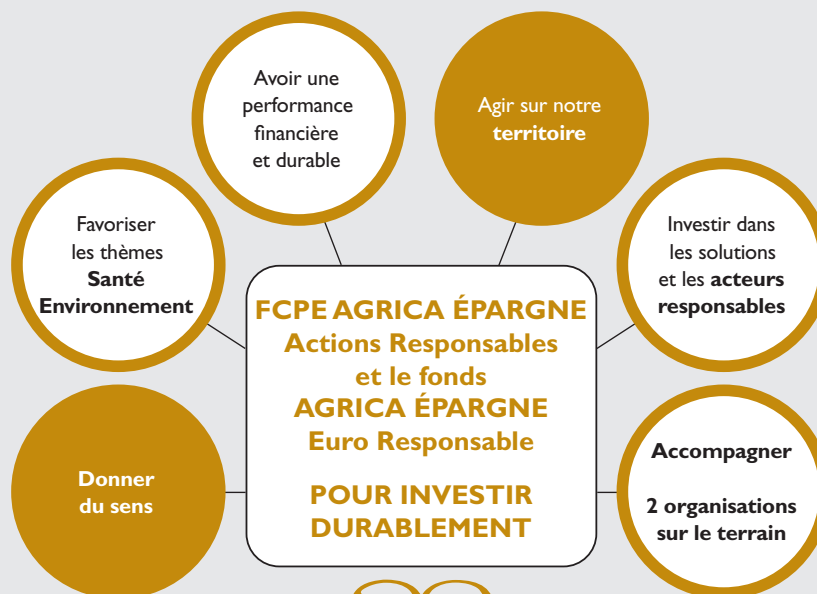 Avoir une
performance
financière
et durable
Agir sur notre
territoire
Favoriser
les thèmes
Santé
Environnement
Investir dans
les solutions
et les acteurs
responsables
FCPE AGRICA ÉPARGNE
Actions Responsables
et le fonds
AGRICA ÉPARGNE
Euro Responsable
POUR INVESTIR
DURABLEMENT
Donner
du sens
Accompagner
2 organisations
sur le terrain